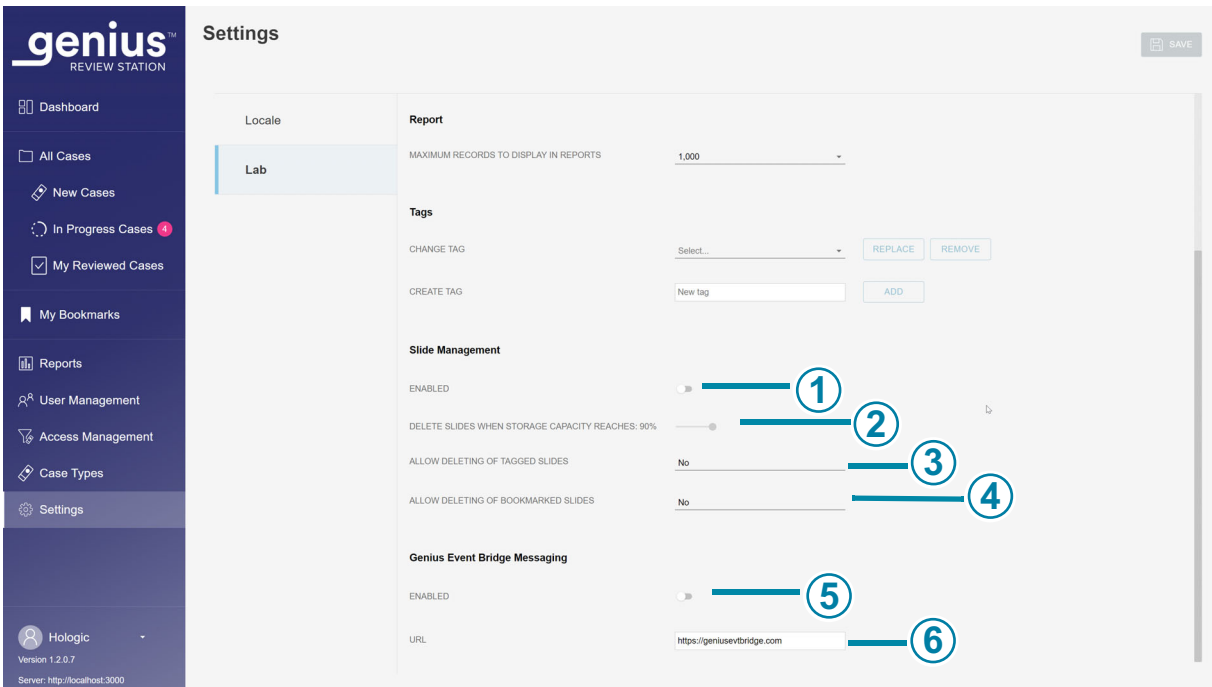 genius™
REVIEW STATION
Dashboard
All Cases
New Cases
In Progress Cases 4
My Reviewed Cases
My Bookmarks
Reports
User Management
Access Management
Case Types
Settings
Hologic
Version 1.2.0.7
Server: http://localhost:3000
Settings
SAVE
Locale
Lab
Report
MAXIMUM RECORDS TO DISPLAY IN REPORTS 1,000
Tags
CHANGE TAG Select... REPLACE REMOVE
CREATE TAG New tag ADD
Slide Management
ENABLED 1
DELETE SLIDES WHEN STORAGE CAPACITY REACHES: 90% 2
ALLOW DELETING OF TAGGED SLIDES No 3
ALLOW DELETING OF BOOKMARKED SLIDES No 4
Genius Event Bridge Messaging
ENABLED 5
URL https://geniusevtbridge.com 6